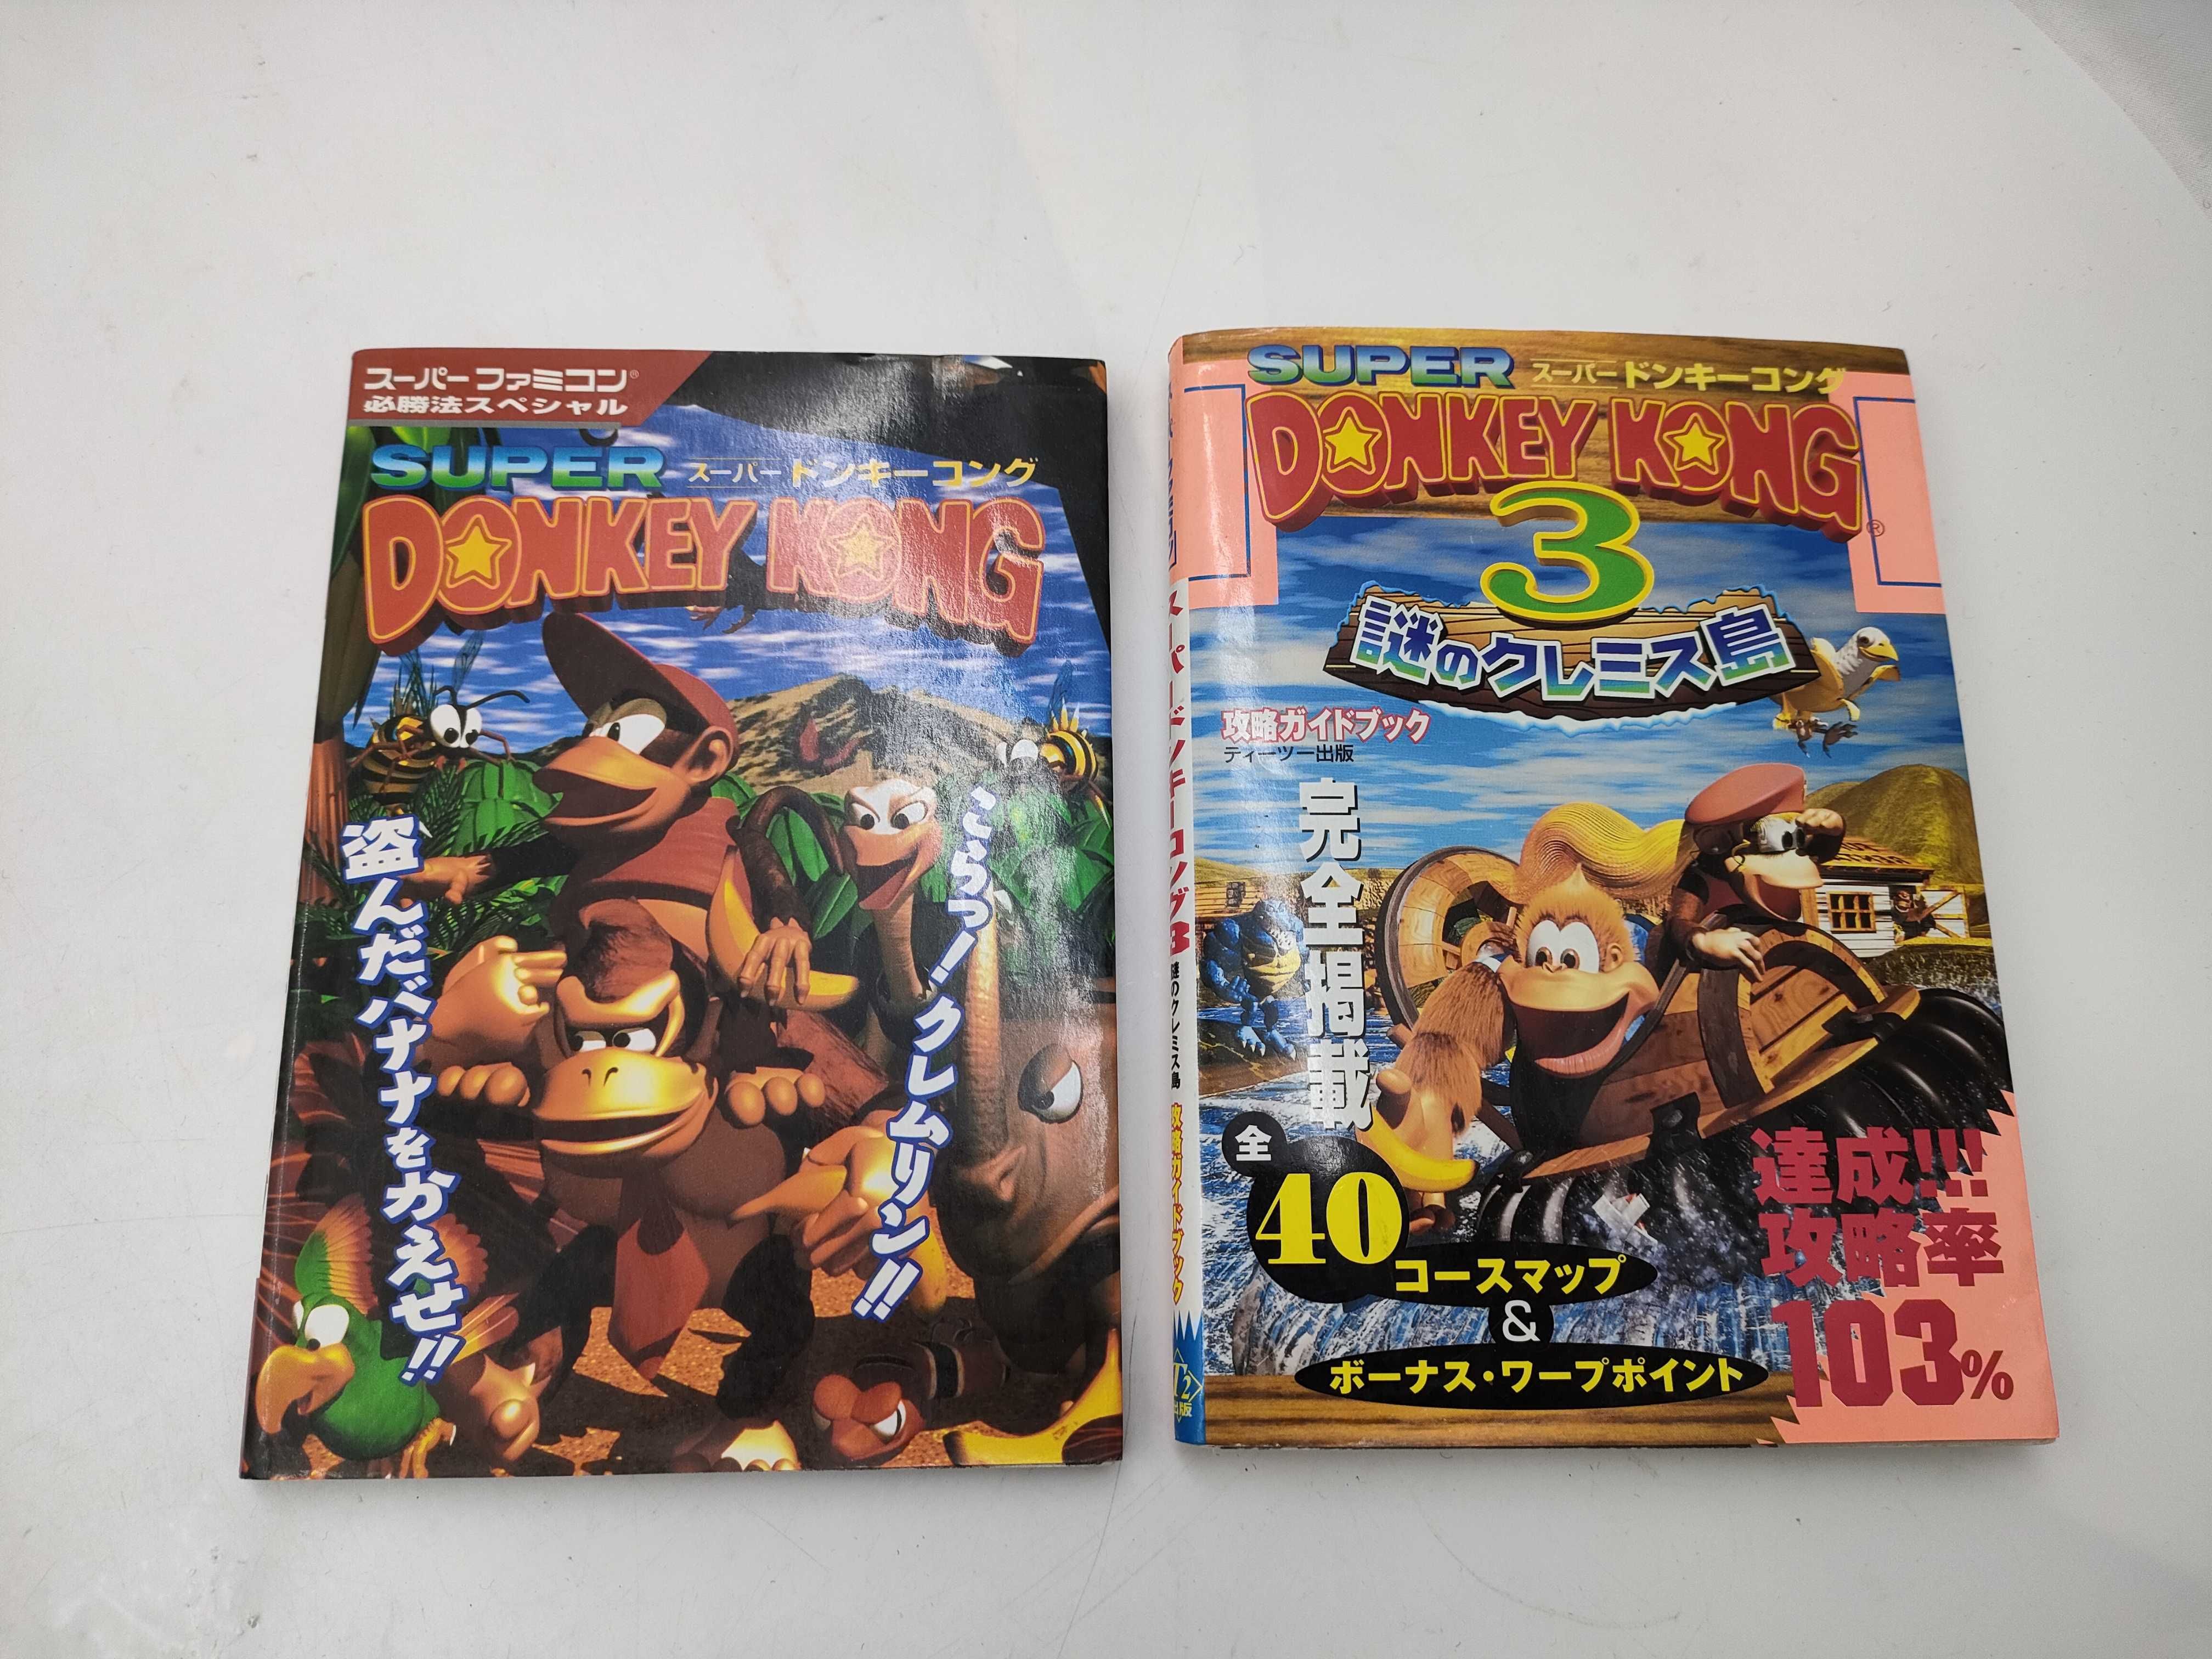 スーパーファミコン®
必勝法スペシャル
SUPER スーパードンキーコング
DONKEY KONG
こらっ!クレムリン!!
盗んだバナナをかえせ!!
SUPER スーパードンキーコング
DONKEY KONG®
3
謎のクレミス島
攻略ガイドブック
ティーツー出版
完全掲載
全40コースマップ
&
ボーナス・ワープポイント
達成!!!
攻略率
103%
スーパードンキーコング3 謎のクレミス島 攻略ガイドブック
T2出版